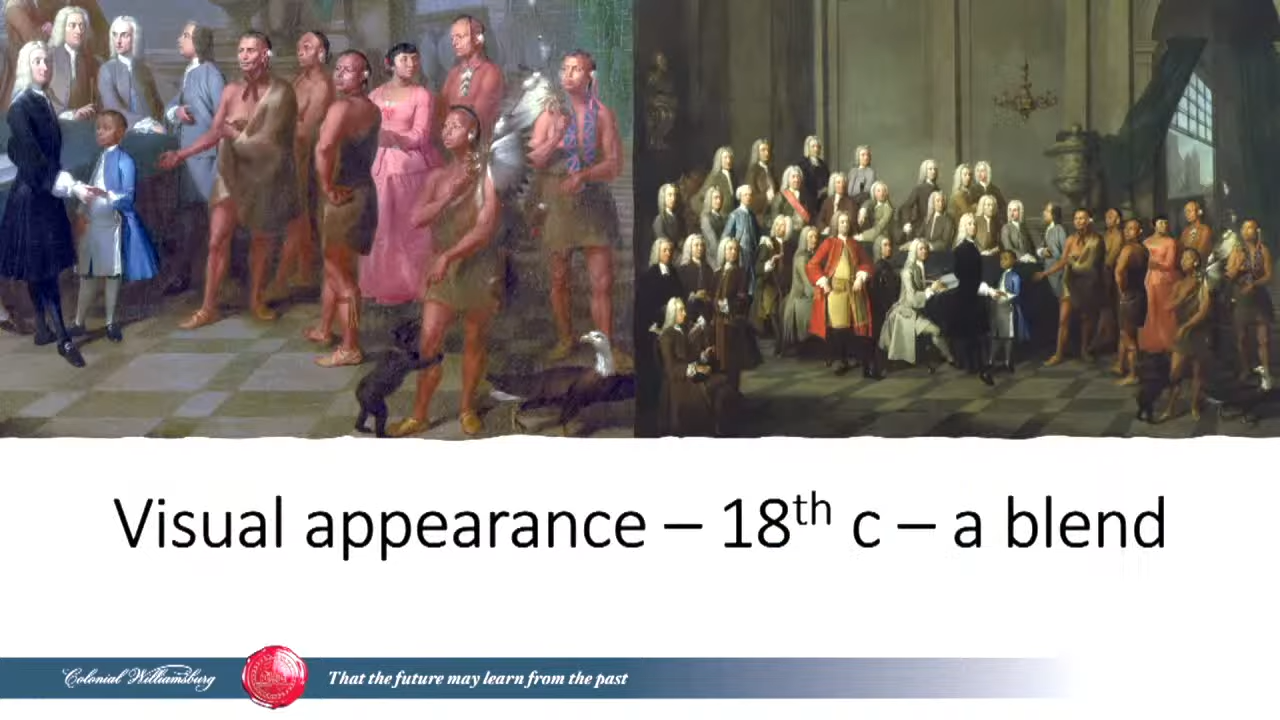 Visual appearance – 18th c – a blend
Colonial Williamsburg
That the future may learn from the past